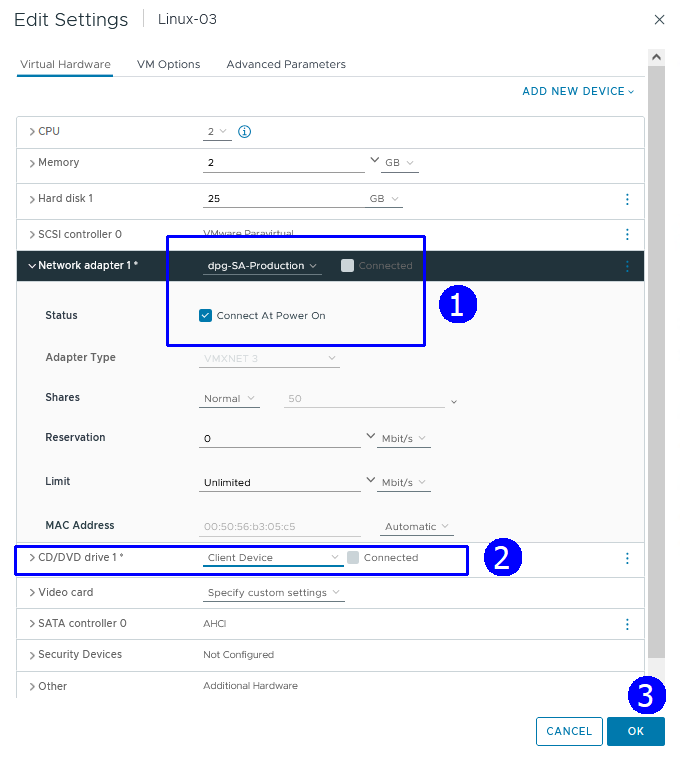 Edit Settings Linux-03
Virtual Hardware VM Options Advanced Parameters
ADD NEW DEVICE
CPU 2
Memory 2 GB
Hard disk 1 25 GB
SCSI controller 0 VMware Paravirtual
Network adapter 1 * dpg-SA-Production Connected
1
Status Connect At Power On
Adapter Type VMXNET 3
Shares Normal 50
Reservation 0 Mbit/s
Limit Unlimited Mbit/s
MAC Address 00:50:56:b3:05:c5 Automatic
CD/DVD drive 1 * Client Device Connected 2
Video card Specify custom settings
SATA controller 0 AHCI
Security Devices Not Configured
Other Additional Hardware
3
CANCEL OK